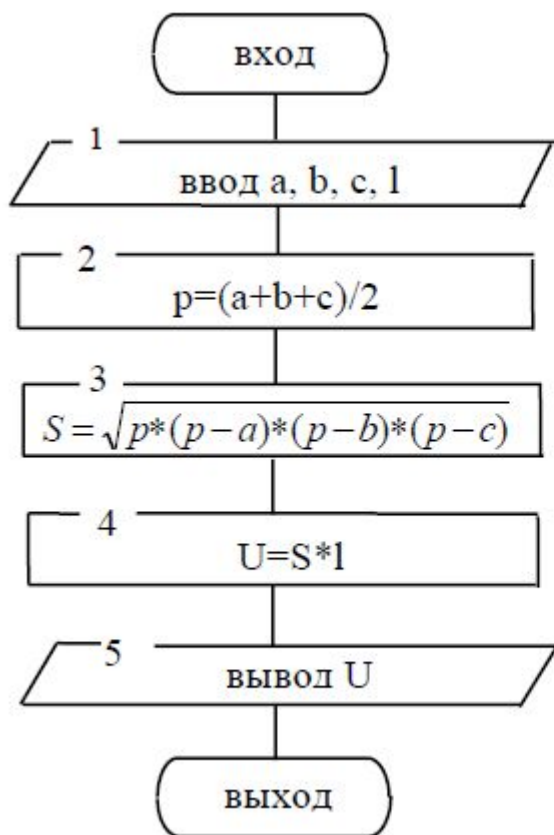 вход
1
ввод a, b, c, l
2
p=(a+b+c)/2
3
S = √p*(p−a)*(p−b)*(p−c)
4
U=S*l
5
вывод U
выход